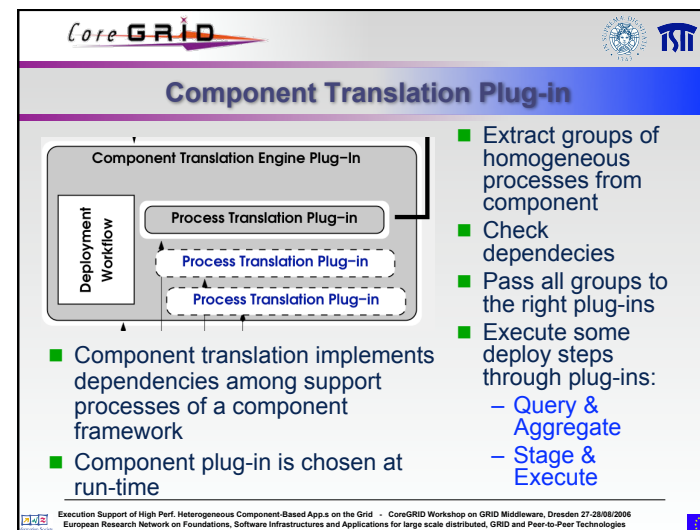 Core GRID
ISTI
Component Translation Plug-in
Component Translation Engine Plug-In
Deployment
Workflow
Process Translation Plug-in
Process Translation Plug-in
Process Translation Plug-in
Component translation implements
dependencies among support
processes of a component
framework
Component plug-in is chosen at
run-time
Extract groups of
homogeneous
processes from
component
Check
dependecies
Pass all groups to
the right plug-ins
Execute some
deploy steps
through plug-ins:
– Query &
Aggregate
– Stage &
Execute
Execution Support of High Perf. Heterogeneous Component-Based App.s on the Grid - CoreGRID Workshop on GRID Middleware, Dresden 27-28/08/2006
European Research Network on Foundations, Software Infrastructures and Applications for large scale distributed, GRID and Peer-to-Peer Technologies